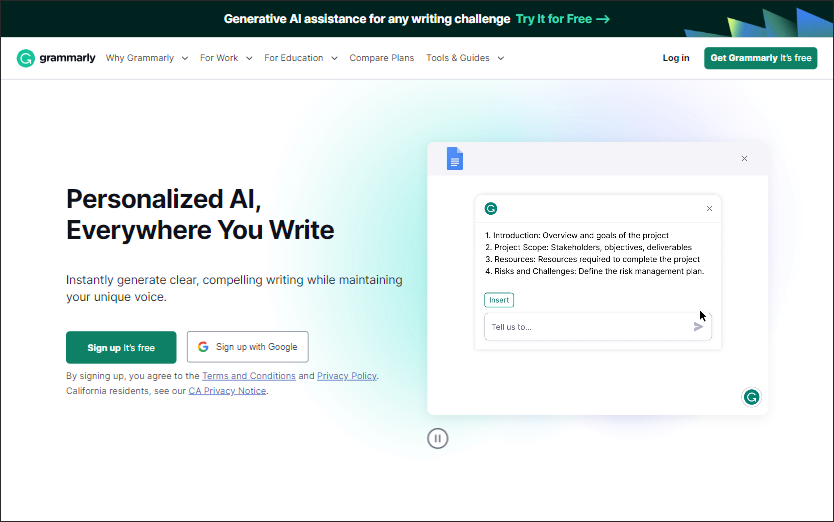 Generative AI assistance for any writing challenge Try It for Free →
grammarly Why Grammarly For Work For Education Compare Plans Tools & Guides Log in Get Grammarly It's free
Personalized AI,
Everywhere You Write
Instantly generate clear, compelling writing while maintaining
your unique voice.
Sign up It's free Sign up with Google
By signing up, you agree to the Terms and Conditions and Privacy Policy.
California residents, see our CA Privacy Notice.
1. Introduction: Overview and goals of the project
2. Project Scope: Stakeholders, objectives, deliverables
3. Resources: Resources required to complete the project
4. Risks and Challenges: Define the risk management plan.
Insert
Tell us to...